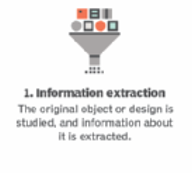 1. Information extraction
The original object or design is
studied, and information about
it is extracted.